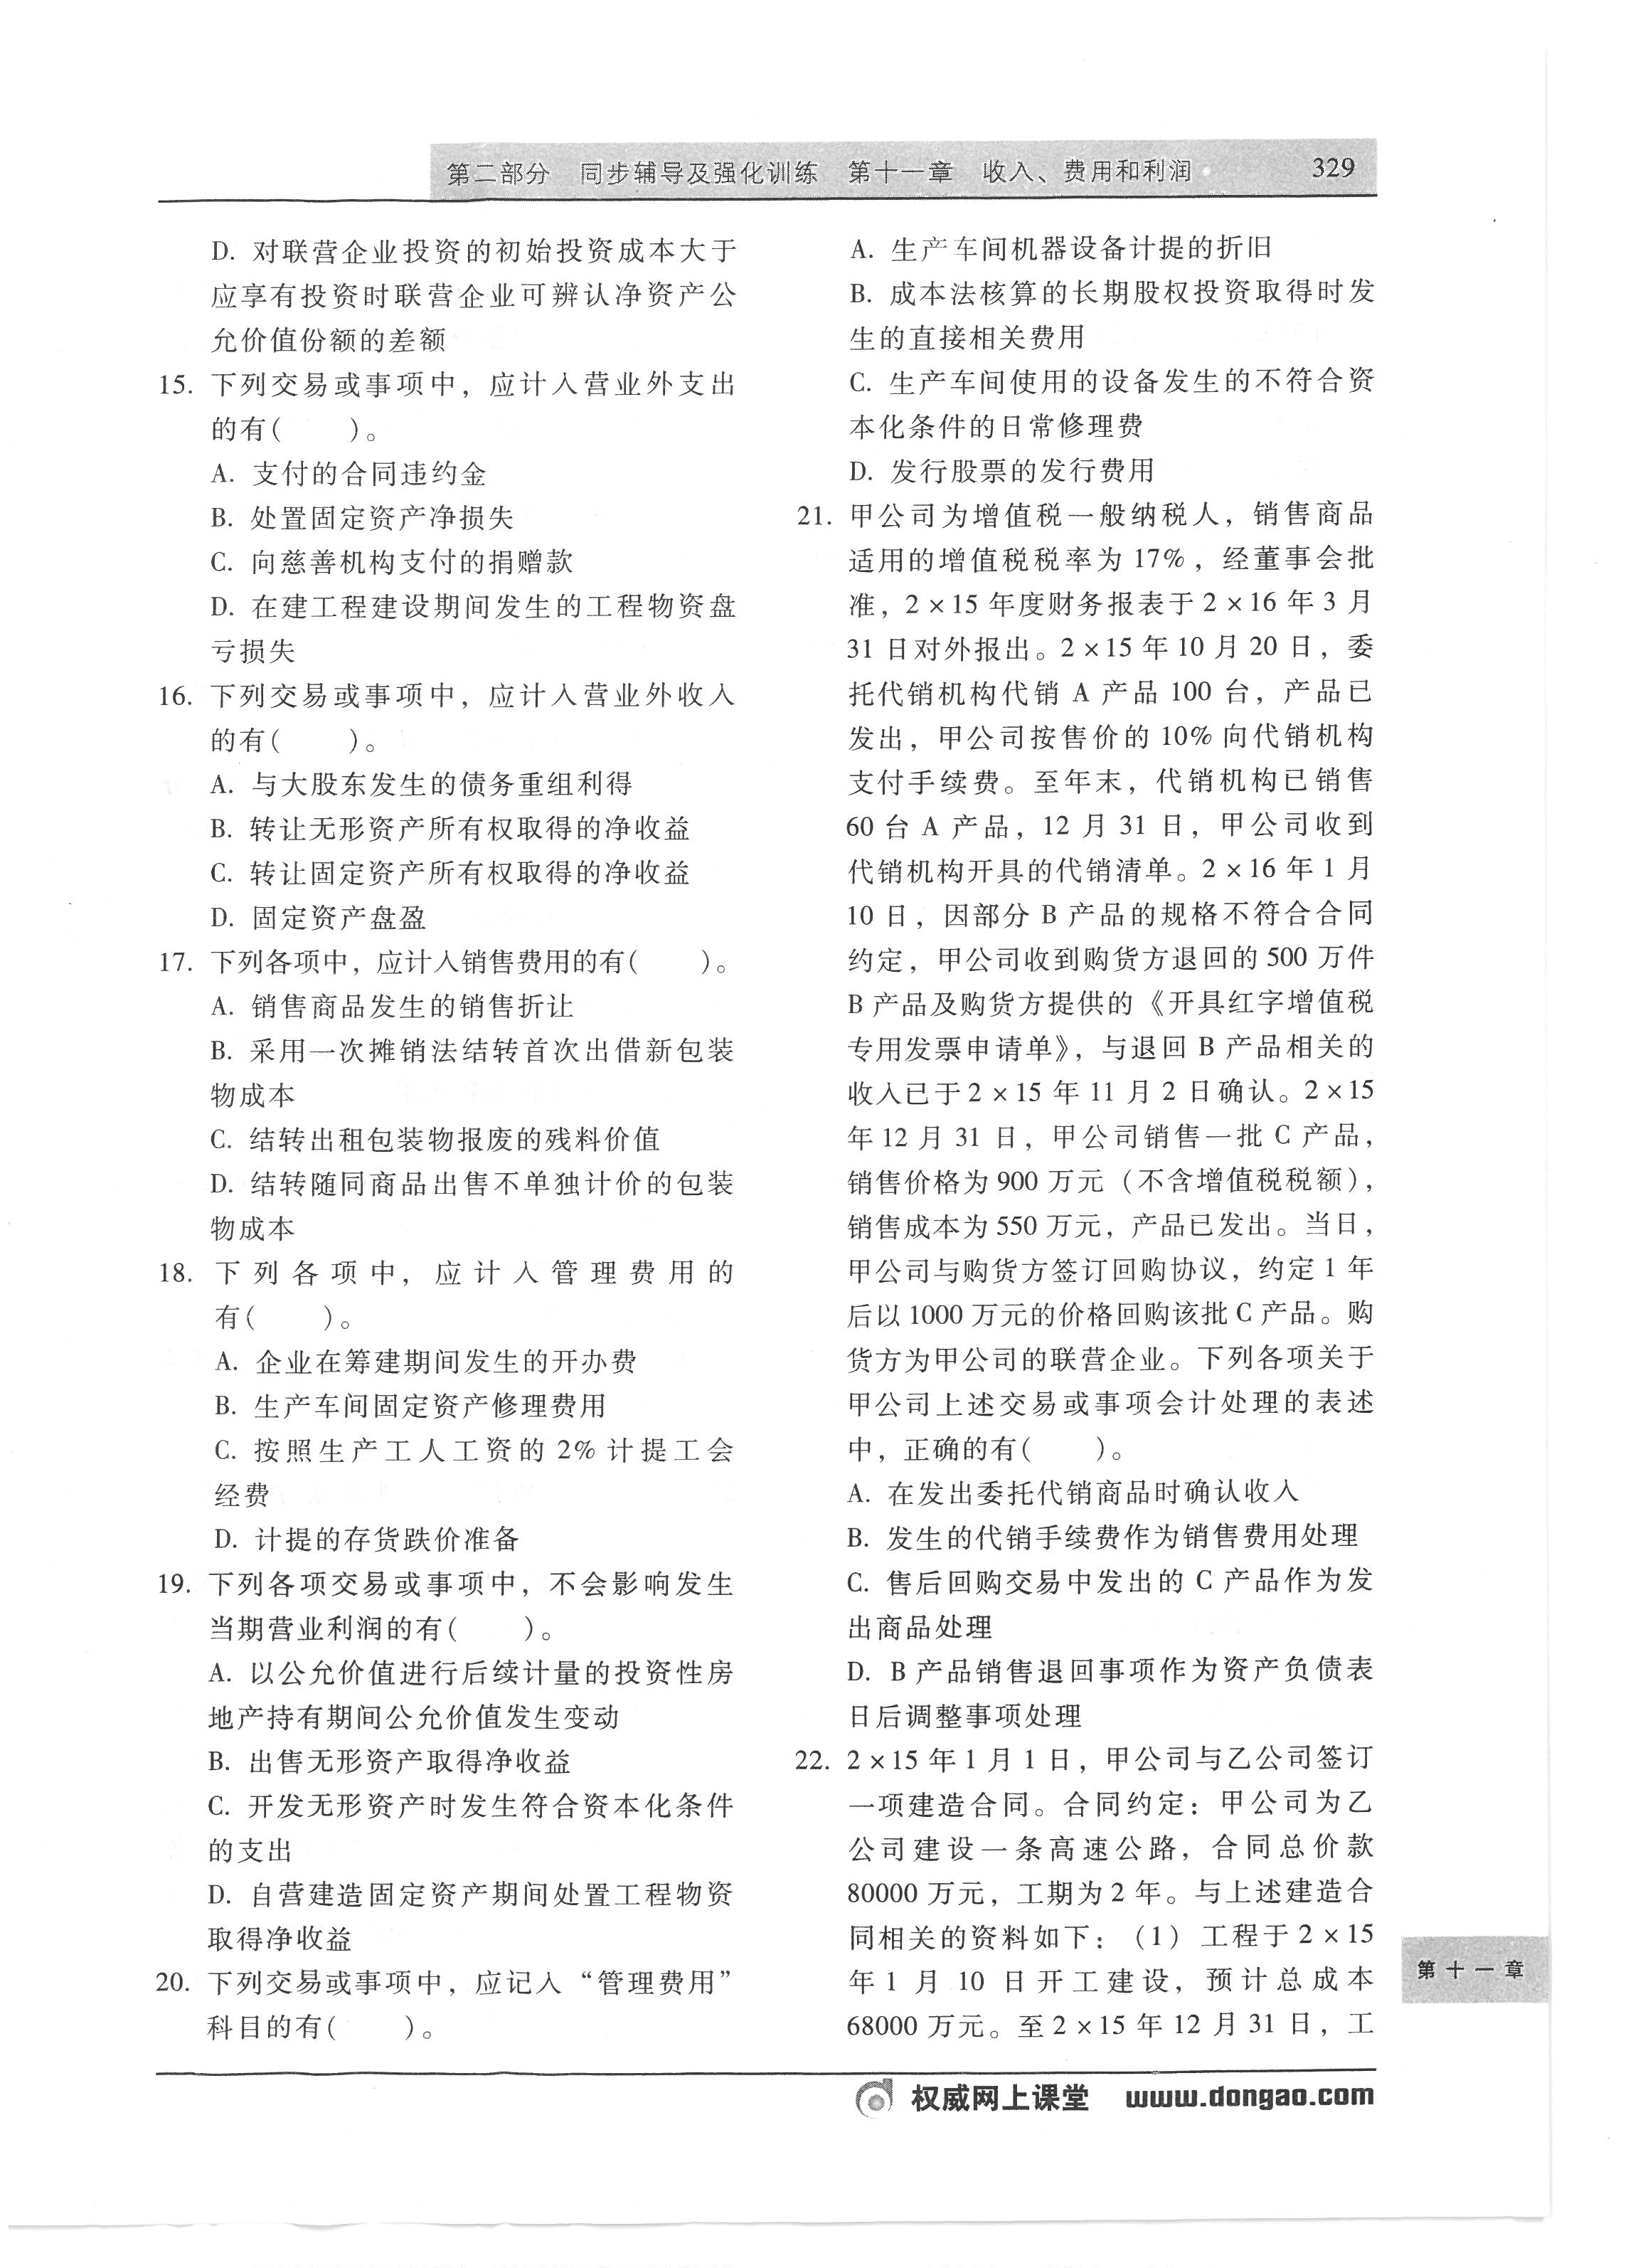 第二部分 同步辅导及强化训练 第十一章 收入、费用和利润 329
D. 对联营企业投资的初始投资成本大于
应享有投资时联营企业可辨认净资产公
允价值份额的差额
15. 下列交易或事项中，应计入营业外支出
的有( )。
A. 支付的合同违约金
B. 处置固定资产净损失
C. 向慈善机构支付的捐赠款
D. 在建工程建设期间发生的工程物资盘
亏损失
16. 下列交易或事项中，应计入营业外收入
的有( )。
A. 与大股东发生的债务重组利得
B. 转让无形资产所有权取得的净收益
C. 转让固定资产所有权取得的净收益
D. 固定资产盘盈
17. 下列各项中，应计入销售费用的有( )。
A. 销售商品发生的销售折让
B. 采用一次摊销法结转首次出借新包装
物成本
C. 结转出租包装物报废的残料价值
D. 结转随同商品出售不单独计价的包装
物成本
18. 下列各项中，应计入管理费用的
有( )。
A. 企业在筹建期间发生的开办费
B. 生产车间固定资产修理费用
C. 按照生产工人工资的 2% 计提工会
经费
D. 计提的存货跌价准备
19. 下列各项交易或事项中，不会影响发生
当期营业利润的有( )。
A. 以公允价值进行后续计量的投资性房
地产持有期间公允价值发生变动
B. 出售无形资产取得净收益
C. 开发无形资产时发生符合资本化条件
的支出
D. 自营建造固定资产期间处置工程物资
取得净收益
20. 下列交易或事项中，应记入“管理费用”
科目的有( )。
A. 生产车间机器设备计提的折旧
B. 成本法核算的长期股权投资取得时发
生的直接相关费用
C. 生产车间使用的设备发生的不符合资
本化条件的日常修理费
D. 发行股票的发行费用
21. 甲公司为增值税一般纳税人，销售商品
适用的增值税税率为 17%，经董事会批
准，2×15 年度财务报表于 2×16 年 3 月
31 日对外报出。2×15 年 10 月 20 日，委
托代销机构代销 A 产品 100 台，产品已
发出，甲公司按售价的 10% 向代销机构
支付手续费。至年末，代销机构已销售
60 台 A 产品，12 月 31 日，甲公司收到
代销机构开具的代销清单。2×16 年 1 月
10 日，因部分 B 产品的规格不符合合同
约定，甲公司收到购货方退回的 500 万件
B 产品及购货方提供的《开具红字增值税
专用发票申请单》，与退回 B 产品相关的
收入已于 2×15 年 11 月 2 日确认。2×15
年 12 月 31 日，甲公司销售一批 C 产品，
销售价格为 900 万元（不含增值税税额），
销售成本为 550 万元，产品已发出。当日，
甲公司与购货方签订回购协议，约定 1 年
后以 1000 万元的价格回购该批 C 产品。购
货方为甲公司的联营企业。下列各项关于
甲公司上述交易或事项会计处理的表述
中，正确的有( )。
A. 在发出委托代销商品时确认收入
B. 发生的代销手续费作为销售费用处理
C. 售后回购交易中发出的 C 产品作为发
出商品处理
D. B 产品销售退回事项作为资产负债表
日后调整事项处理
22. 2×15 年 1 月 1 日，甲公司与乙公司签订
一项建造合同。合同约定：甲公司为乙
公司建设一条高速公路，合同总价款
80000 万元，工期为 2 年。与上述建造合
同相关的资料如下：（1）工程于 2×15
年 1 月 10 日开工建设，预计总成本
68000 万元。至 2×15 年 12 月 31 日，工
第十一章
权威网上课堂 www.dongao.com